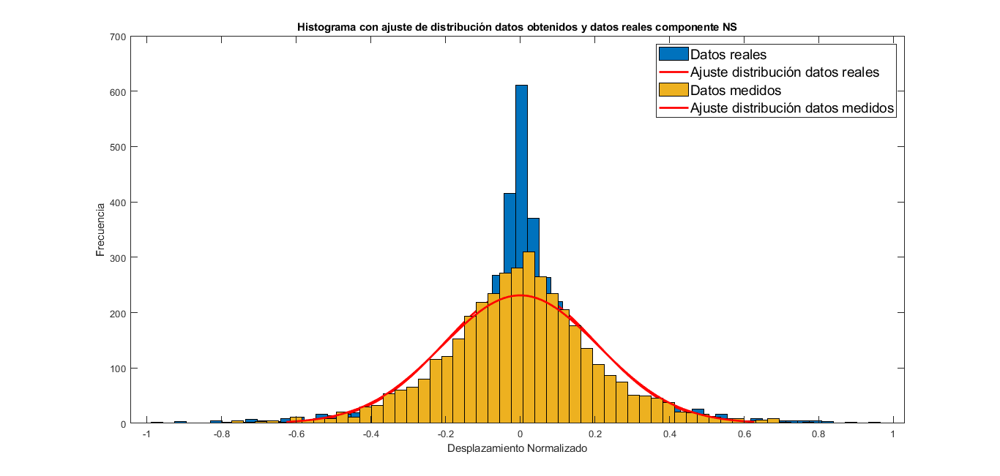 Histograma con ajuste de distribución datos obtenidos y datos reales componente NS
700
600
500
400
300
200
100
0
Frecuencia
Datos reales
Ajuste distribución datos reales
Datos medidos
Ajuste distribución datos medidos
-1 -0.8 -0.6 -0.4 -0.2 0 0.2 0.4 0.6 0.8 1
Desplazamiento Normalizado